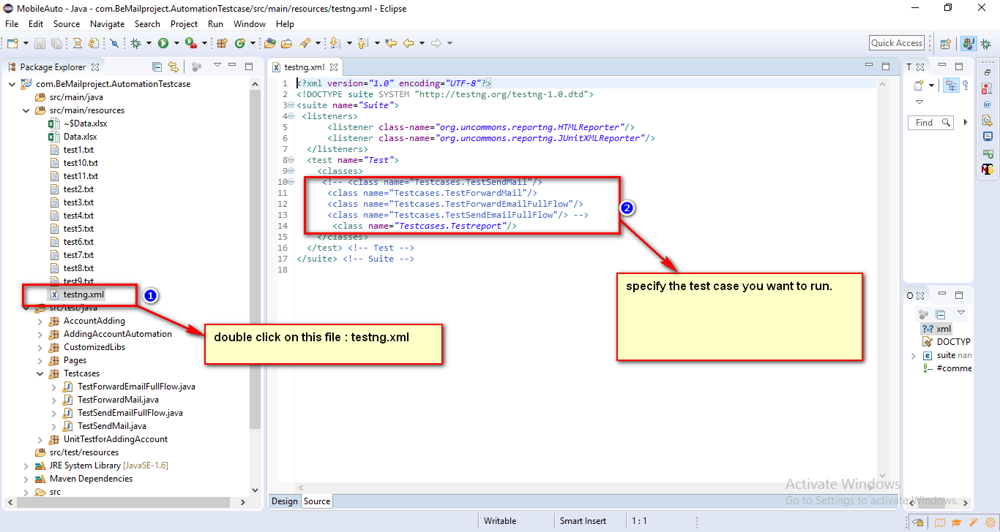 MobileAuto - Java - com.BeMailproject.AutomationTestcase/src/main/resources/testng.xml - Eclipse
File Edit Source Navigate Search Project Run Window Help
Quick Access
Package Explorer
com.BeMailproject.AutomationTestcase
src/main/java
src/main/resources
~$Data.xlsx
Data.xlsx
test1.txt
test10.txt
test11.txt
test2.txt
test3.txt
test4.txt
test5.txt
test6.txt
test7.txt
test8.txt
test9.txt
testng.xml
src/test/java
AccountAdding
AddingAccountAutomation
CustomizedLibs
Pages
Testcases
TestForwardEmailFullFlow.java
TestForwardMail.java
TestSendEmailFullFlow.java
TestSendMail.java
UnitTestforAddingAccount
src/test/resources
JRE System Library [JavaSE-1.6]
Maven Dependencies
src
1
double click on this file : testng.xml
testng.xml
1 <?xml version="1.0" encoding="UTF-8"?>
2 <!DOCTYPE suite SYSTEM "http://testng.org/testng-1.0.dtd">
3 <suite name="Suite">
4 <listeners>
5 <listener class-name="org.uncommons.reportng.HTMLReporter"/>
6 <listener class-name="org.uncommons.reportng.JUnitXMLReporter"/>
7 </listeners>
8 <test name="Test">
9 <classes>
10 <!-- <class name="Testcases.TestSendMail"/>
11 <class name="Testcases.TestForwardMail"/>
12 <class name="Testcases.TestForwardEmailFullFlow"/>
13 <class name="Testcases.TestSendEmailFullFlow"/> -->
14 <class name="Testcases.Testreport"/>
15 </classes>
16 </test> <!-- Test -->
17 </suite> <!-- Suite -->
18
2
specify the test case you want to run.
Design Source
T
Find
O
?=? xml
DOCTYP
e suite nan
#comme
Activate Windows
Go to Settings to activate Windows.
Writable Smart Insert 1 : 1